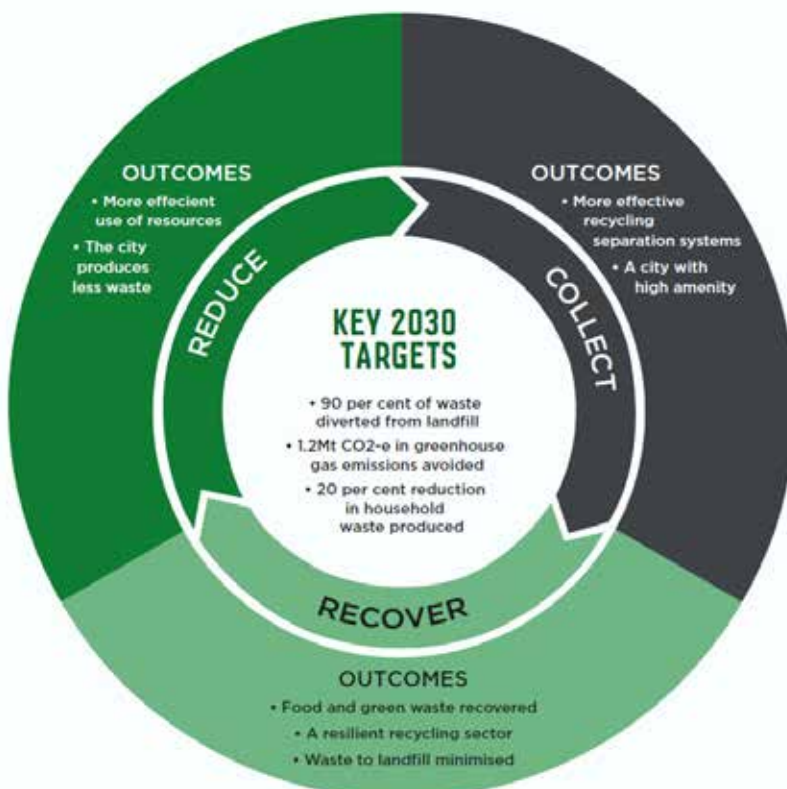 OUTCOMES
• More effecient
use of resources
• The city
produces
less waste
REDUCE
OUTCOMES
• More effective
recycling
separation systems
• A city with
high amenity
COLLECT
KEY 2030
TARGETS
• 90 per cent of waste
diverted from landfill
• 1.2Mt CO2-e in greenhouse
gas emissions avoided
• 20 per cent reduction
in household
waste produced
RECOVER
OUTCOMES
• Food and green waste recovered
• A resilient recycling sector
• Waste to landfill minimised